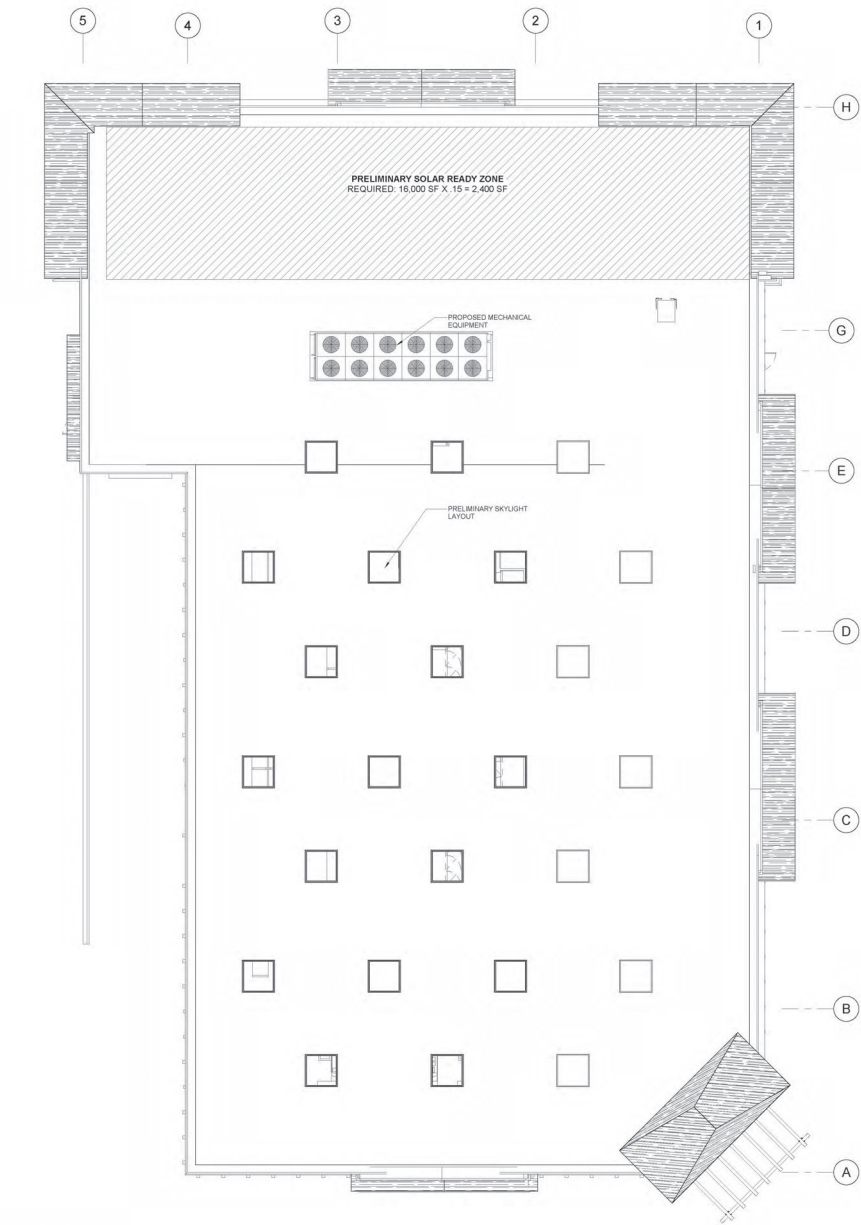 5
4
3
2
1
H
PRELIMINARY SOLAR READY ZONE
REQUIRED: 16,000 SF X .15 = 2,400 SF
PROPOSED MECHANICAL
EQUIPMENT
G
E
PRELIMINARY SKYLIGHT
LAYOUT
D
C
B
A